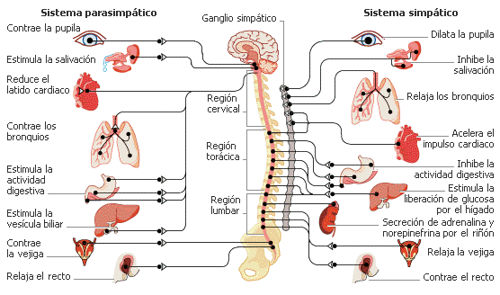 Sistema parasimpático
Contrae la pupila
Estimula la salivación
Reduce el
latido cardiaco
Contrae los
bronquios
Estimula la
actividad
digestiva
Estimula la
vesícula biliar
Contrae
la vejiga
Relaja el recto
Ganglio simpático
Región
cervical
Región
torácica
Región
lumbar
Sistema simpático
Dilata la pupila
Inhibe la
salivación
Relaja los bronquios
Acelera el
impulso cardiaco
Inhibe la
actividad digestiva
Estimula la
liberación de glucosa
por el hígado
Secreción de adrenalina y
norepinefrina por el riñón
Relaja la vejiga
Contrae el recto